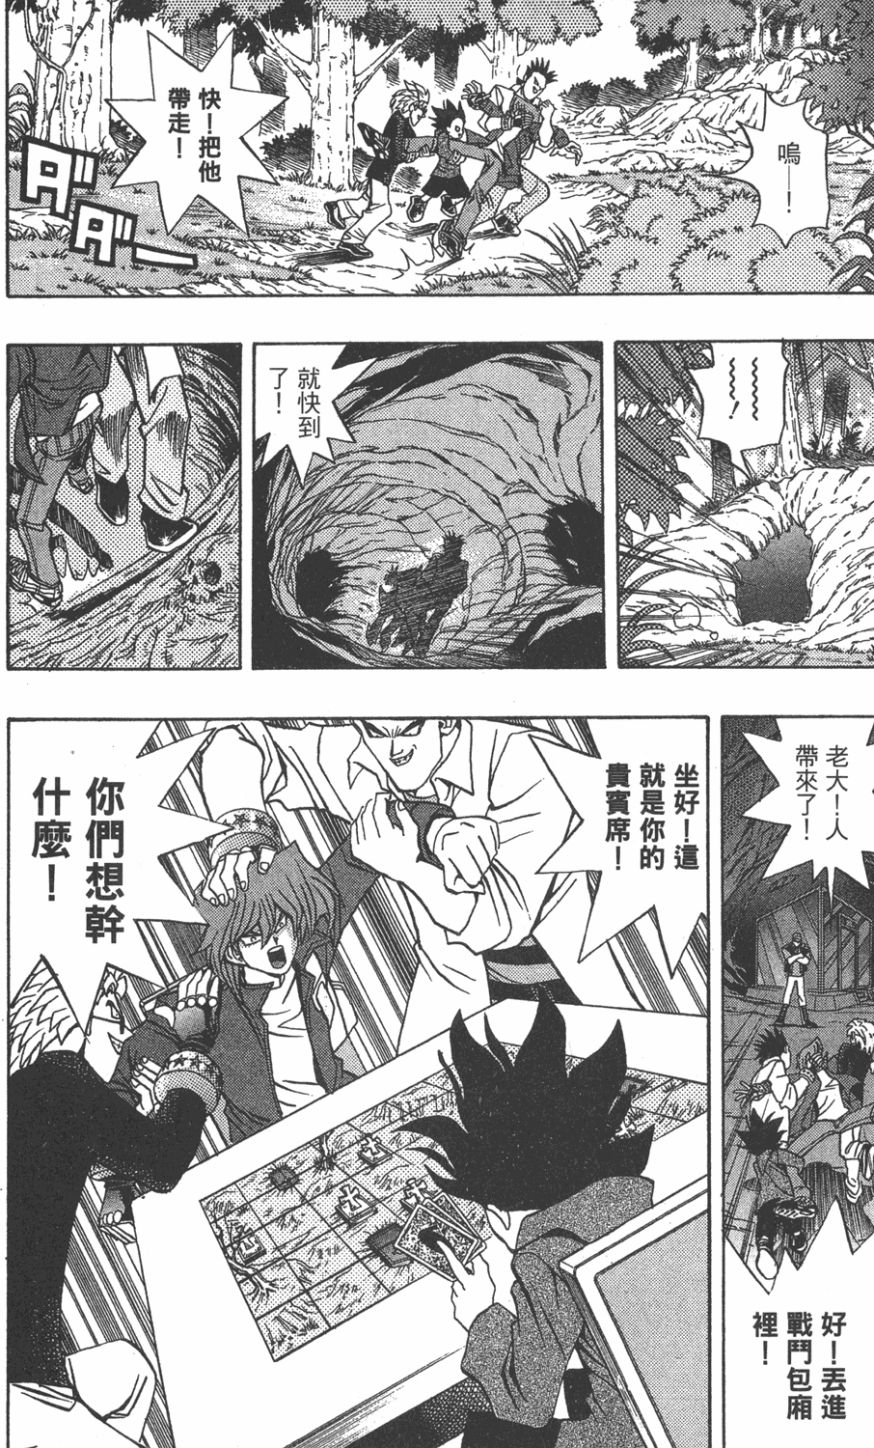 嗚——！
快！把他
帶走！
ダダダー
！
就快到
了！
老大！人
帶來了！
好！丟進
戰鬥包廂
裡！
坐好！這
就是你的
貴賓席！
你們想幹
什麼！